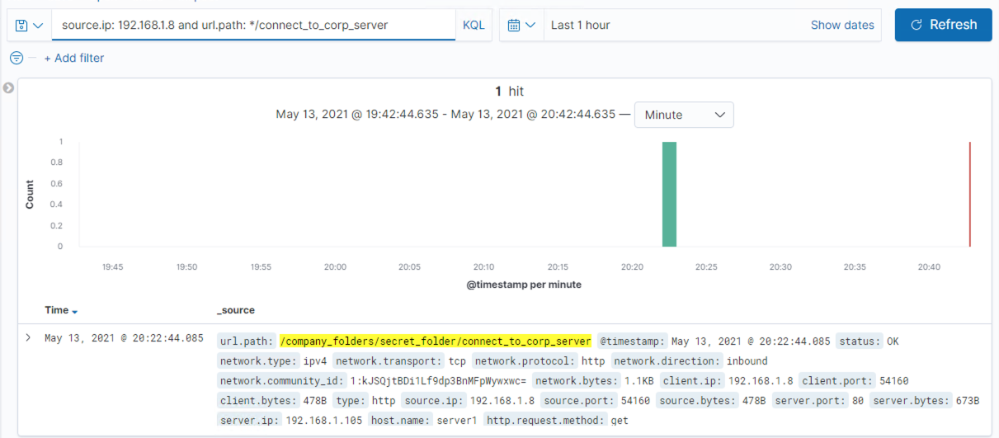 source.ip: 192.168.1.8 and url.path: */connect_to_corp_server KQL Last 1 hour Show dates Refresh
+ Add filter
1 hit
May 13, 2021 @ 19:42:44.635 - May 13, 2021 @ 20:42:44.635 — Minute
1
0.8
0.6
0.4
0.2
0
Count
19:45 19:50 19:55 20:00 20:05 20:10 20:15 20:20 20:25 20:30 20:35 20:40
@timestamp per minute
Time _source
May 13, 2021 @ 20:22:44.085 url.path: /company_folders/secret_folder/connect_to_corp_server @timestamp: May 13, 2021 @ 20:22:44.085 status: OK
network.type: ipv4 network.transport: tcp network.protocol: http network.direction: inbound
network.community_id: 1:kJSQjtBDi1Lf9dp3BnMFpWywxwc= network.bytes: 1.1KB client.ip: 192.168.1.8 client.port: 54160
client.bytes: 478B type: http source.ip: 192.168.1.8 source.port: 54160 source.bytes: 478B server.port: 80 server.bytes: 673B
server.ip: 192.168.1.105 host.name: server1 http.request.method: get